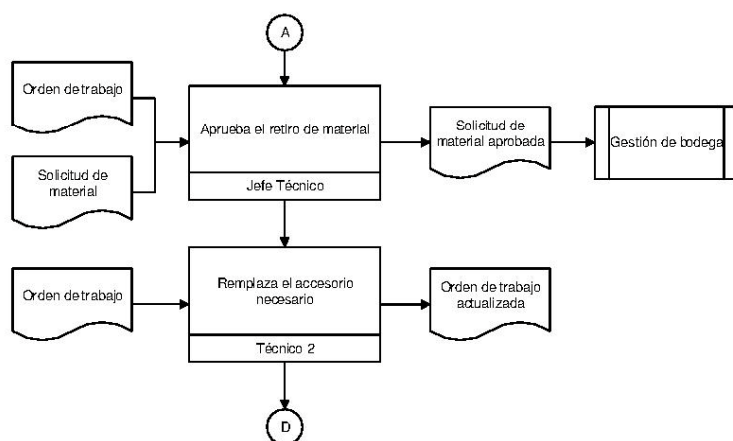 A
Orden de trabajo
Aprueba el retiro de material
Solicitud de
material aprobada
Gestión de bodega
Solicitud de
material
Jefe Técnico
Orden de trabajo
Remplaza el accesorio
necesario
Orden de trabajo
actualizada
Técnico 2
D